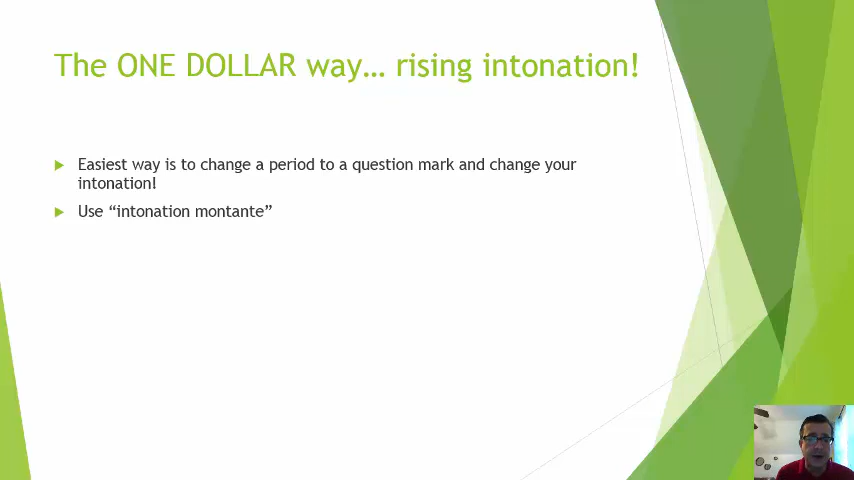 The ONE DOLLAR way… rising intonation!
Easiest way is to change a period to a question mark and change your
intonation!
Use “intonation montante”